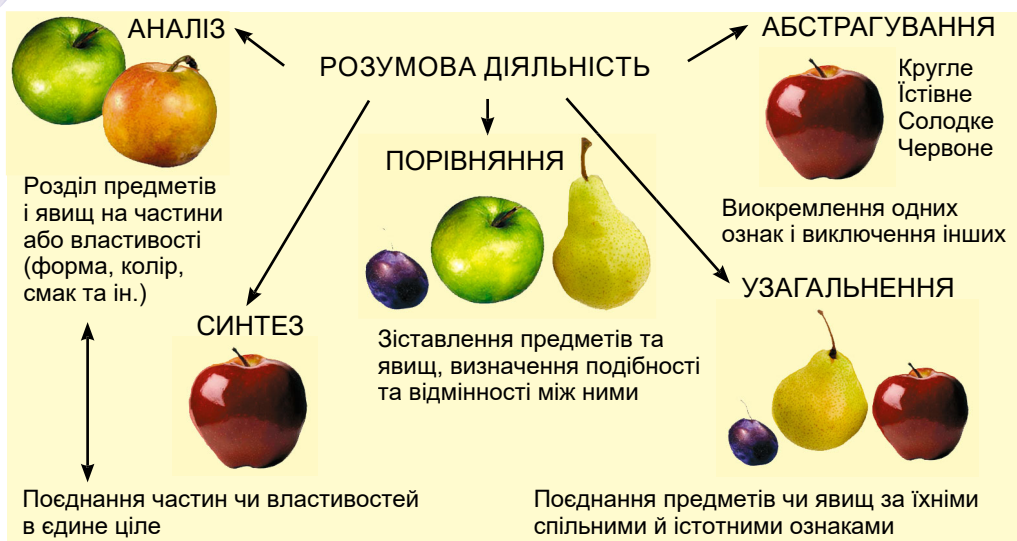 РОЗУМОВА ДІЯЛЬНІСТЬ
АНАЛІЗ
Розділ предметів
і явищ на частини
або властивості
(форма, колір,
смак та ін.)
СИНТЕЗ
Поєднання частин чи властивостей
в єдине ціле
ПОРІВНЯННЯ
Зіставлення предметів та
явищ, визначення подібності
та відмінності між ними
АБСТРАГУВАННЯ
Кругле
Їстівне
Солодке
Червоне
Виокремлення одних
ознак і виключення інших
УЗАГАЛЬНЕННЯ
Поєднання предметів чи явищ за їхніми
спільними й істотними ознаками